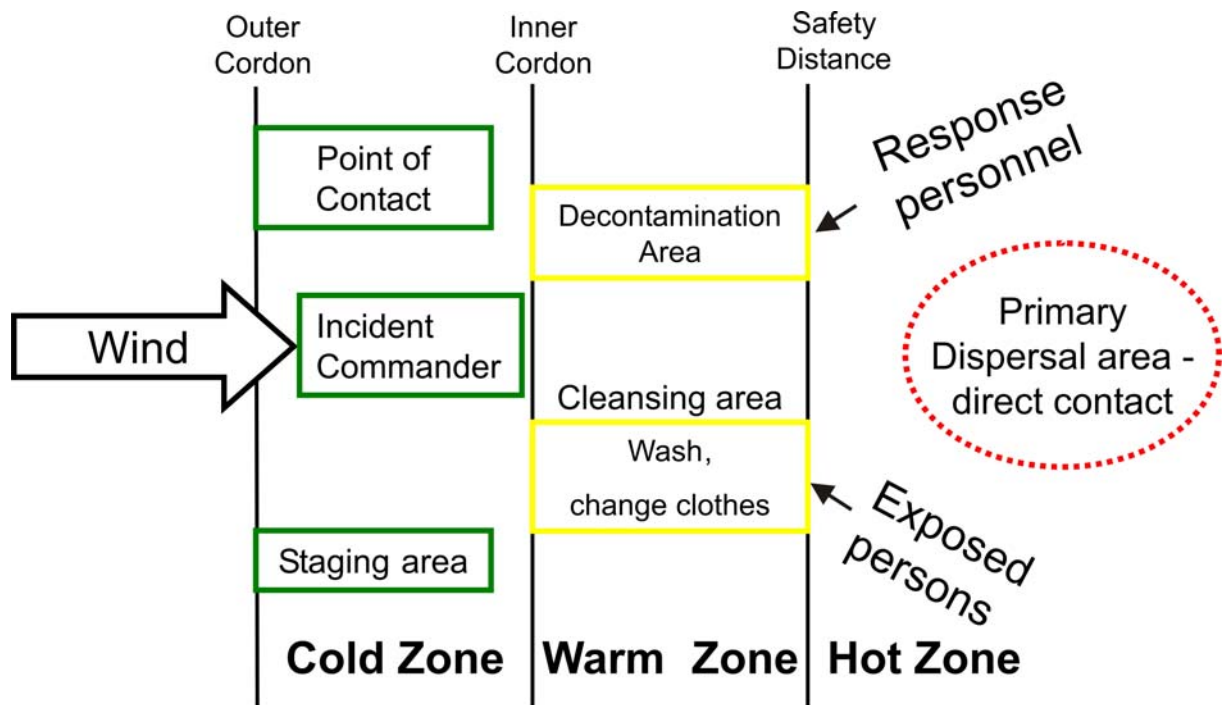 Outer
Cordon
Inner
Cordon
Safety
Distance
Point of
Contact
Response
personnel
Decontamination
Area
Wind
Incident
Commander
Primary
Dispersal area -
direct contact
Cleansing area
Wash,
change clothes
Exposed
persons
Staging area
Cold Zone
Warm Zone
Hot Zone